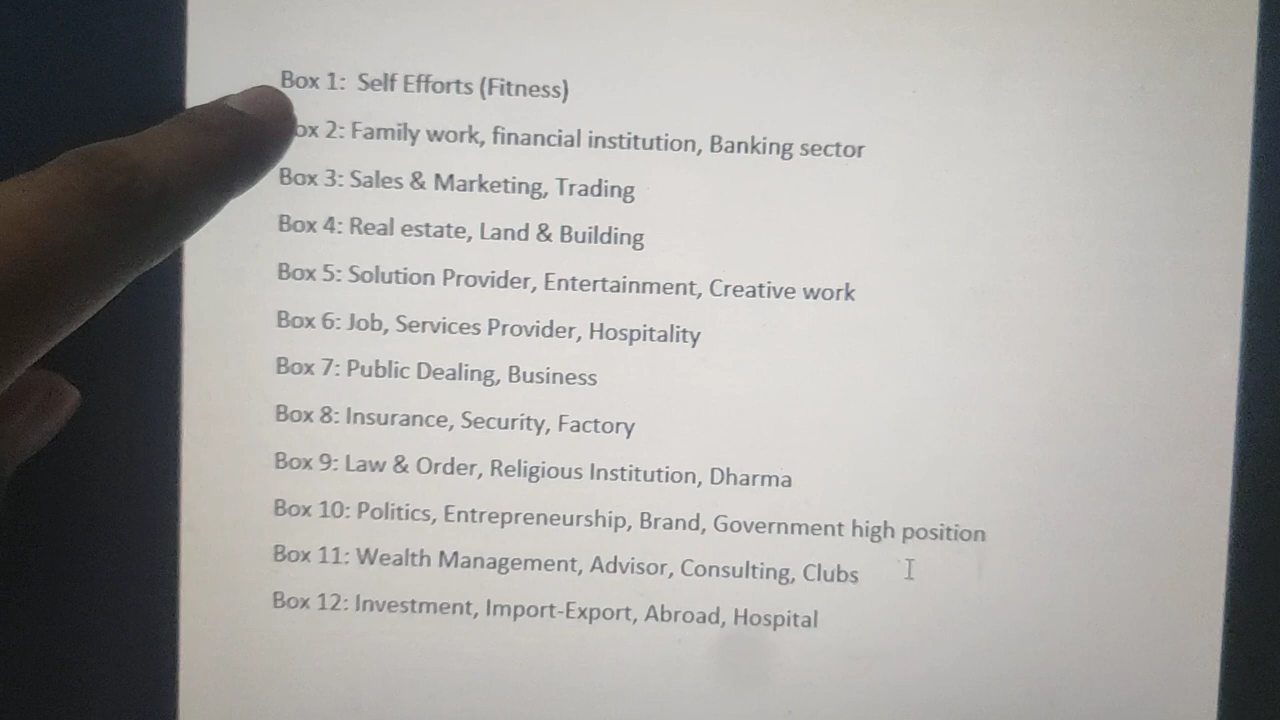 Box 1: Self Efforts (Fitness)
ox 2: Family work, financial institution, Banking sector
Box 3: Sales & Marketing, Trading
Box 4: Real estate, Land & Building
Box 5: Solution Provider, Entertainment, Creative work
Box 6: Job, Services Provider, Hospitality
Box 7: Public Dealing, Business
Box 8: Insurance, Security, Factory
Box 9: Law & Order, Religious Institution, Dharma
Box 10: Politics, Entrepreneurship, Brand, Government high position
Box 11: Wealth Management, Advisor, Consulting, Clubs
Box 12: Investment, Import-Export, Abroad, Hospital